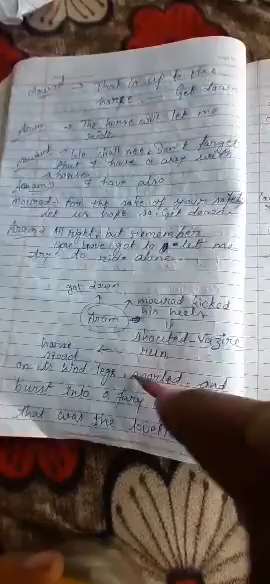 Mourad → That is up to the
horse. Get down
Aram → The horse will let me
ride.
Mourad → We shall see. Don't forget
that I have a way with
a horse.
Aram → I have also
Mourad → For the sake of your safety
let us hope so. Get down.
Aram → All right, but remember
you have got to let me
try to ride alone.
got down
Aram → mourad kicked
his heels
shouted - Vazire
run
horse
stood
on its hind legs, snorted, and
burst into a fury
that was the